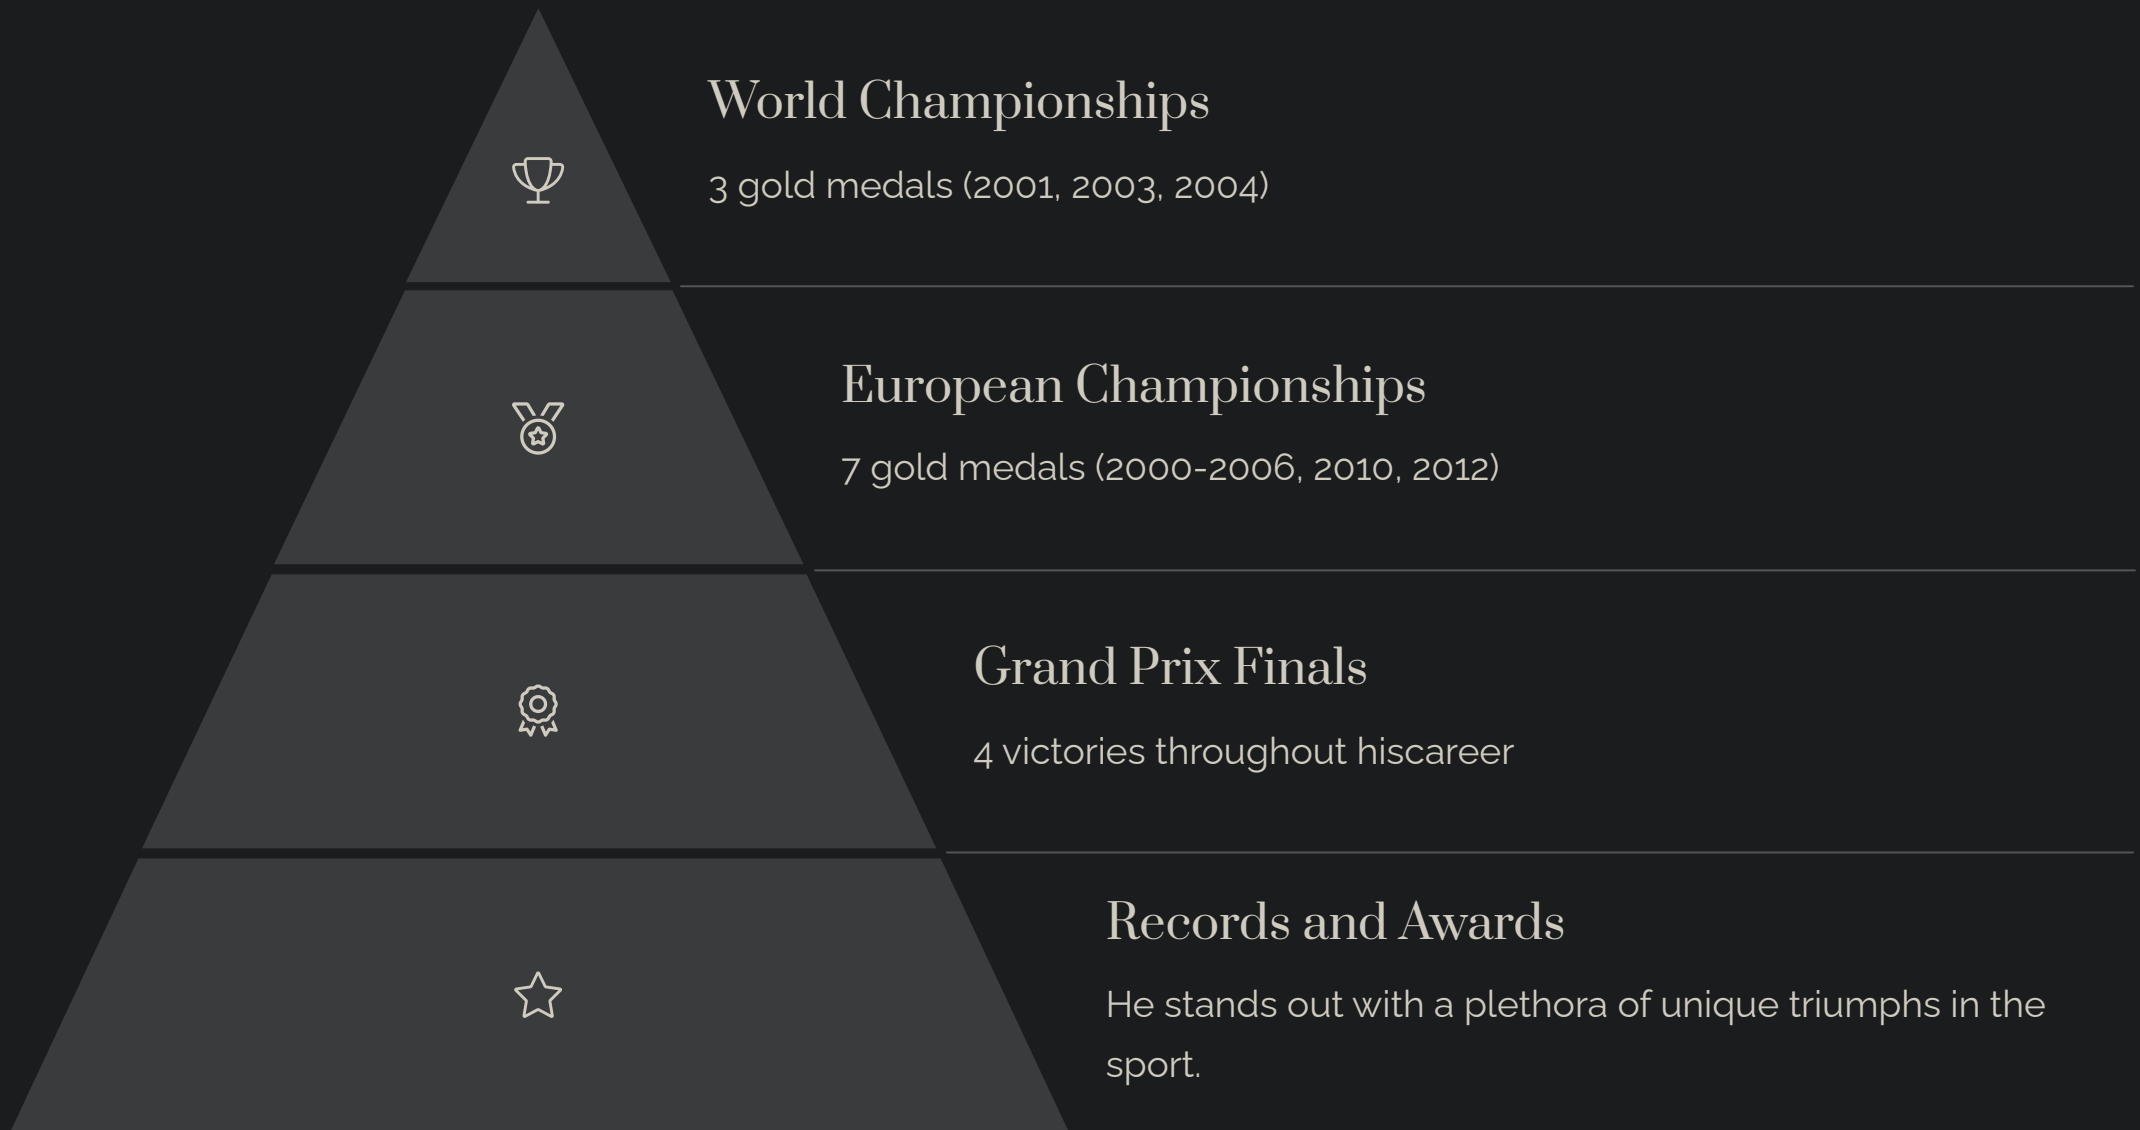 World Championships
3 gold medals (2001, 2003, 2004)
European Championships
7 gold medals (2000-2006, 2010, 2012)
Grand Prix Finals
4 victories throughout hiscareer
Records and Awards
He stands out with a plethora of unique triumphs in the
sport.